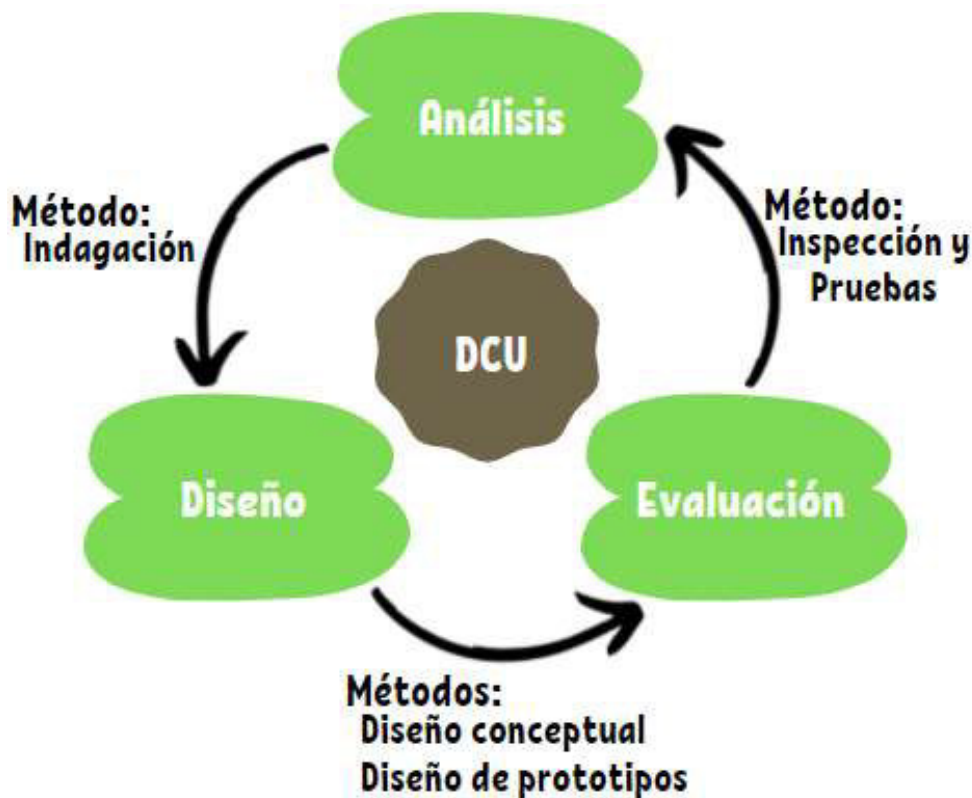 Análisis
Método:
Indagación
Método:
Inspección y
Pruebas
DCU
Diseño
Evaluación
Métodos:
Diseño conceptual
Diseño de prototipos